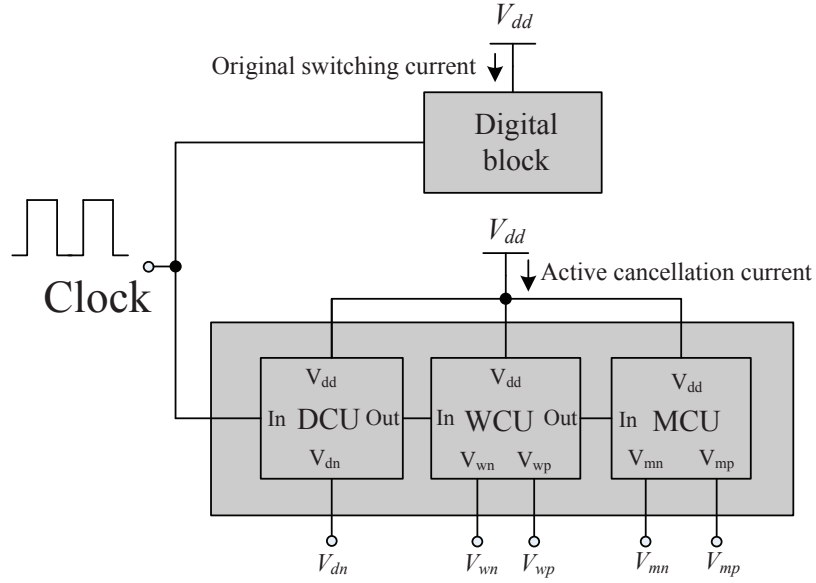 V_dd
Original switching current
Digital
block
V_dd
Active cancellation current
Clock
V_dd V_dd V_dd
In DCU Out In WCU Out In MCU
V_dn V_wn V_wp V_mn V_mp
V_dn V_wn V_wp V_mn V_mp